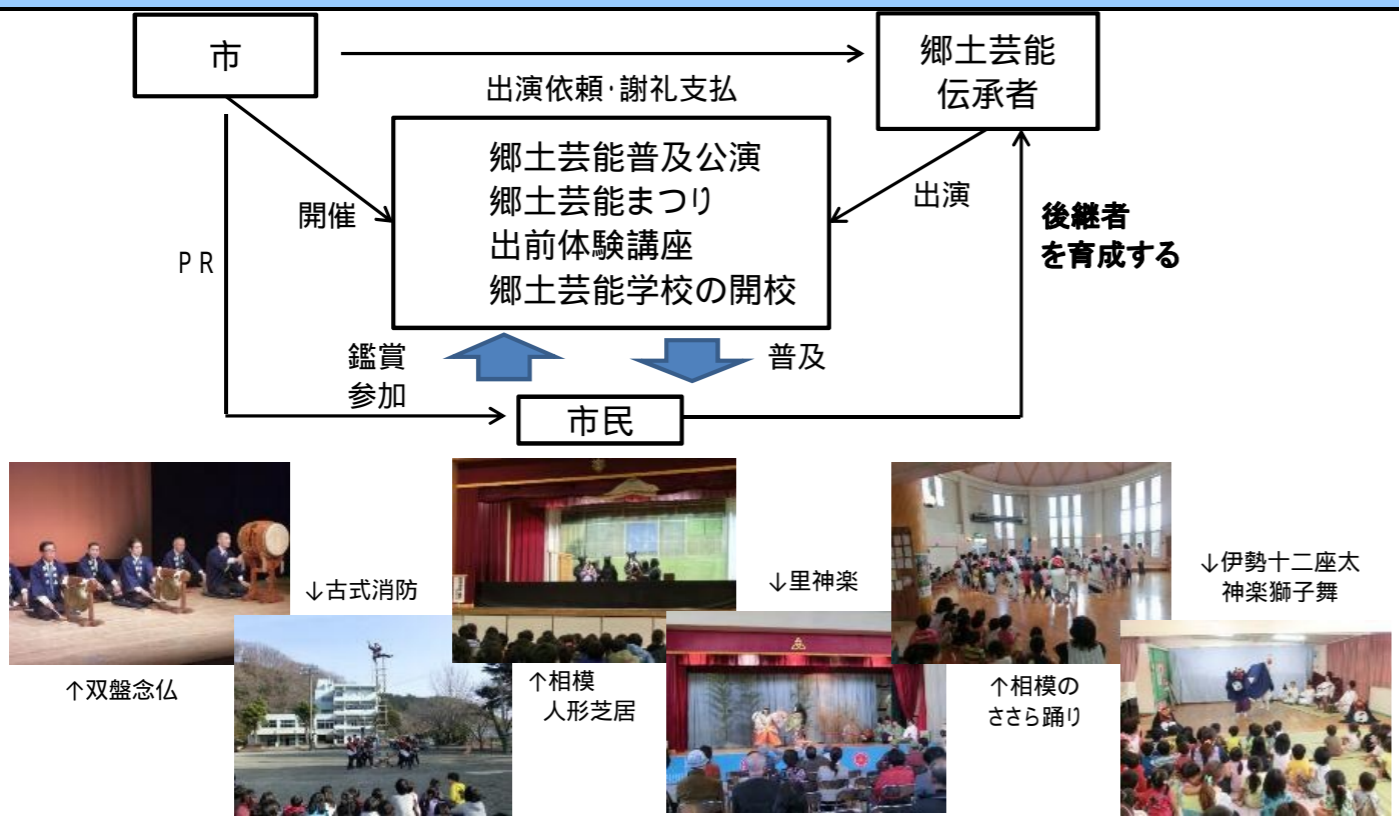 市
郷土芸能
伝承者
出演依頼・謝礼支払
郷土芸能普及公演
郷土芸能まつり
出前体験講座
郷土芸能学校の開校
開催
出演
PR
後継者
を育成する
鑑賞
参加
普及
市民
↓古式消防
↓里神楽
↓伊勢十二座太
神楽獅子舞
↑双盤念仏
↑相模
人形芝居
↑相模の
ささら踊り